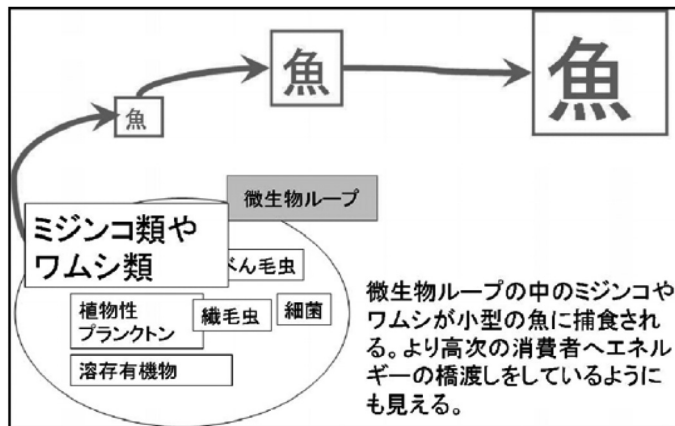 魚
魚
魚
微生物ループ
ミジンコ類や
ワムシ類
べん毛虫
植物性
プランクトン
繊毛虫
細菌
溶存有機物
微生物ループの中のミジンコや
ワムシが小型の魚に捕食され
る。より高次の消費者へエネル
ギーの橋渡しをしているように
も見える。